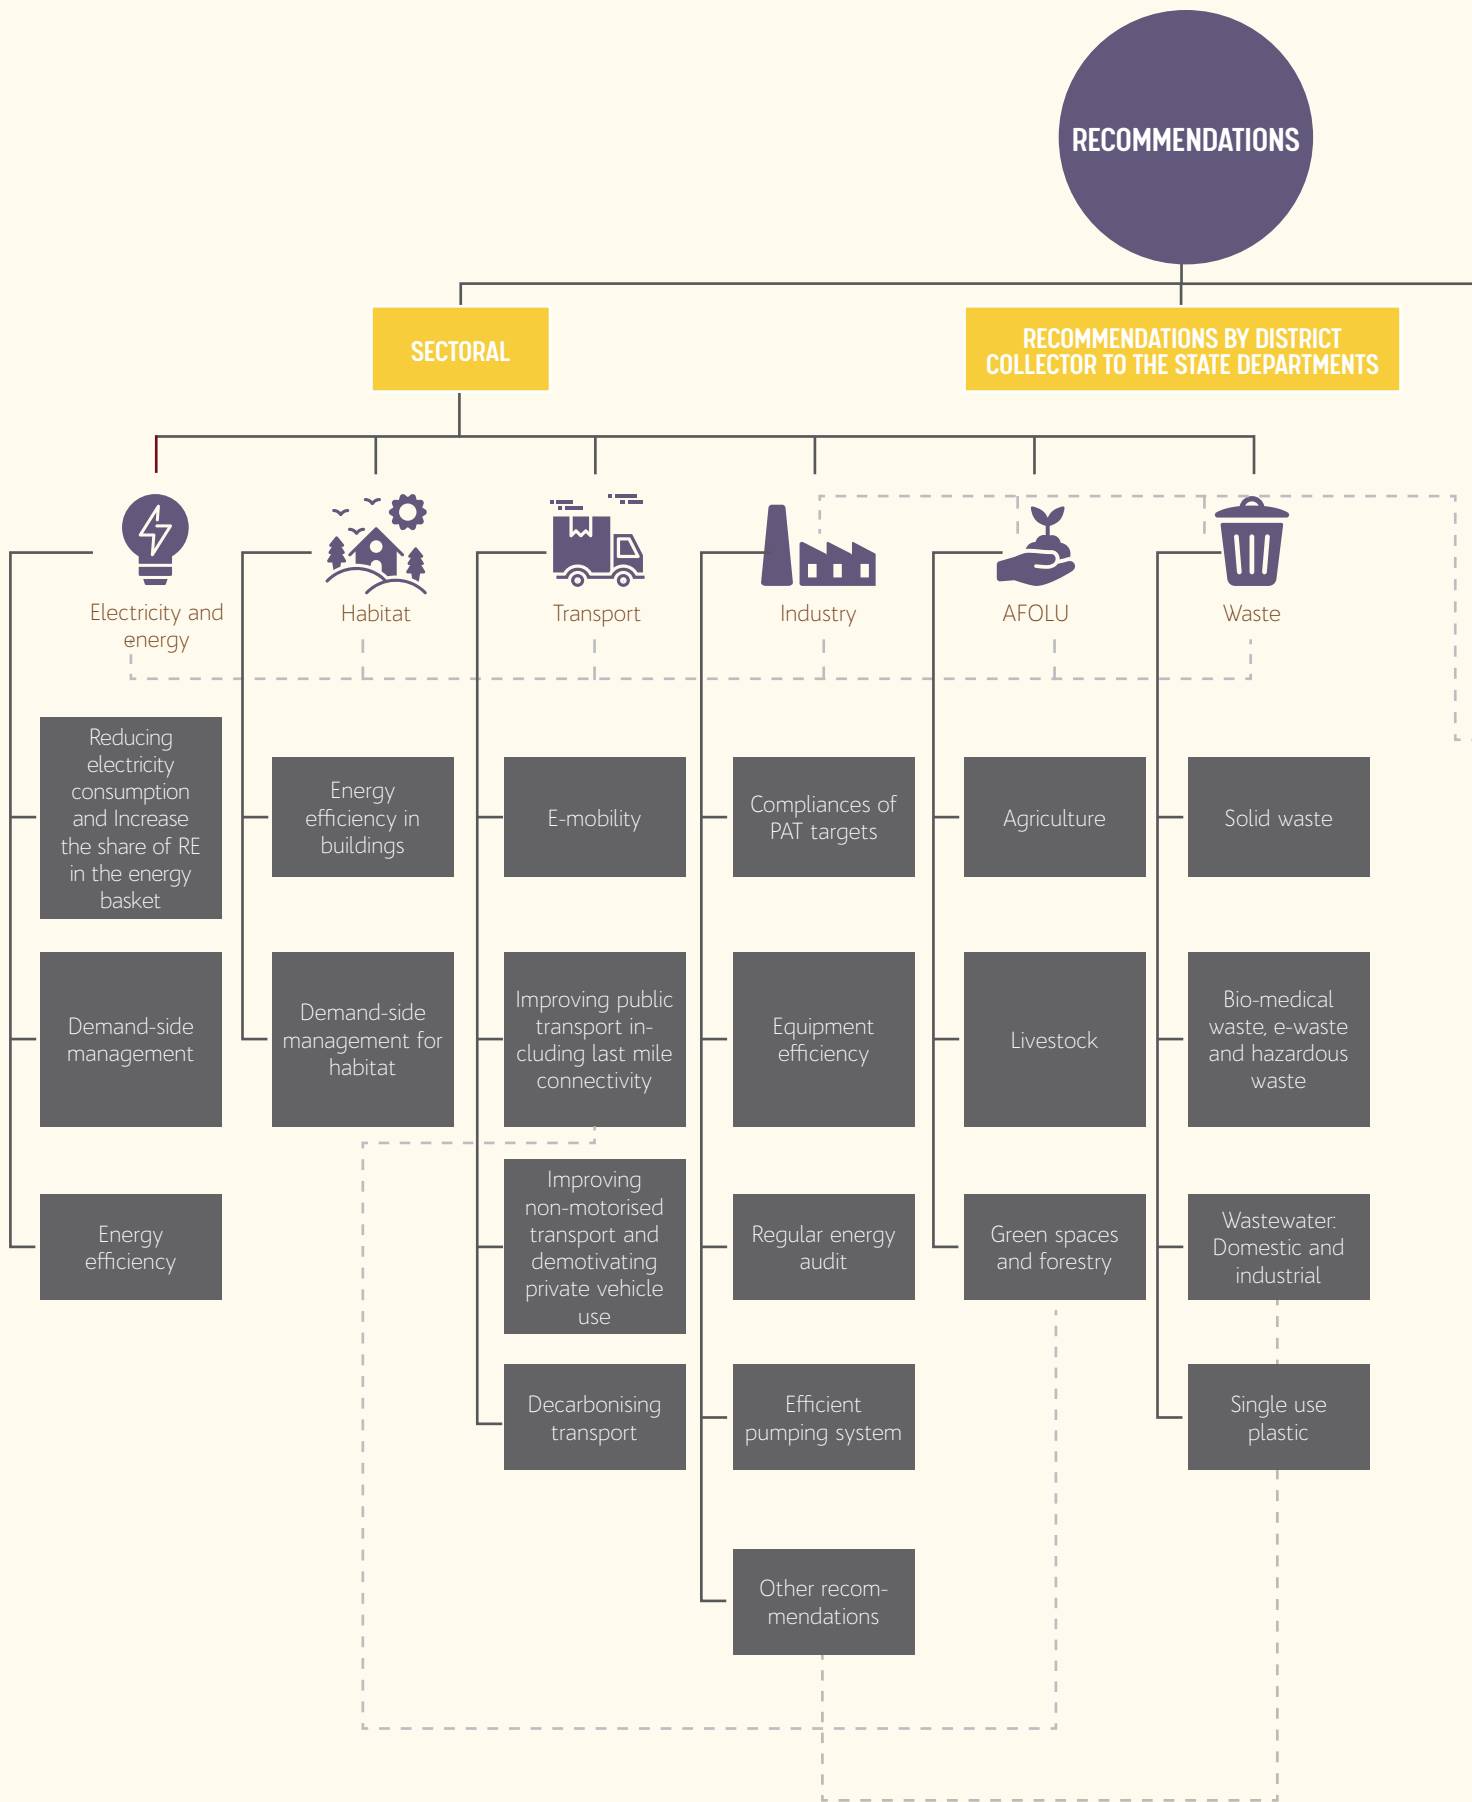 RECOMMENDATIONS
SECTORAL
RECOMMENDATIONS BY DISTRICT
COLLECTOR TO THE STATE DEPARTMENTS
Electricity and
energy
Habitat
Transport
Industry
AFOLU
Waste
Reducing
electricity
consumption
and Increase
the share of RE
in the energy
basket
Demand-side
management
Energy
efficiency
Energy
efficiency in
buildings
Demand-side
management for
habitat
E-mobility
Improving public
transport in-
cluding last mile
connectivity
Improving
non-motorised
transport and
demotivating
private vehicle
use
Decarbonising
transport
Compliances of
PAT targets
Equipment
efficiency
Regular energy
audit
Efficient
pumping system
Other recom-
mendations
Agriculture
Livestock
Green spaces
and forestry
Solid waste
Bio-medical
waste, e-waste
and hazardous
waste
Wastewater:
Domestic and
industrial
Single use
plastic